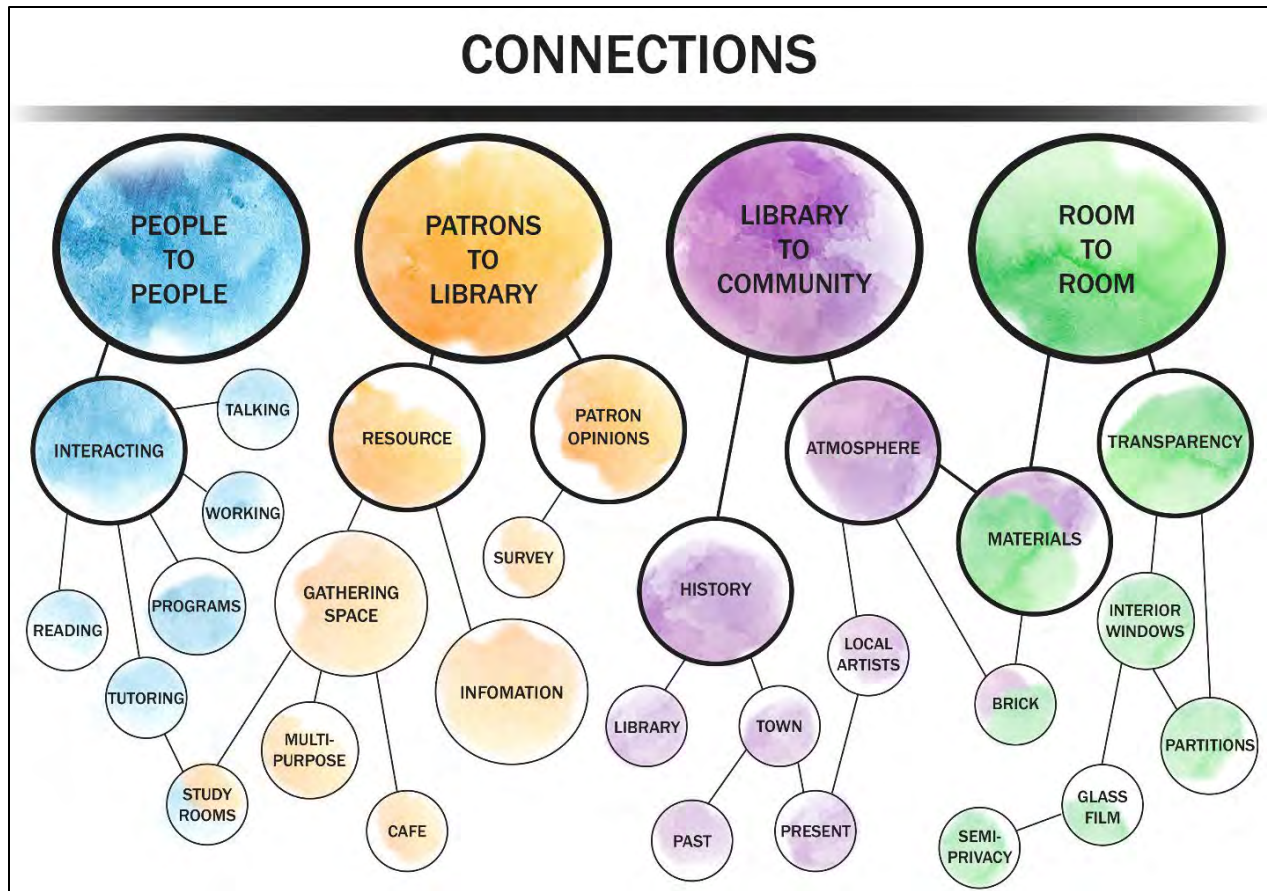 CONNECTIONS
PEOPLE
TO
PEOPLE
PATRONS
TO
LIBRARY
LIBRARY
TO
COMMUNITY
ROOM
TO
ROOM
INTERACTING
TALKING
WORKING
PROGRAMS
READING
TUTORING
STUDY
ROOMS
RESOURCE
PATRON
OPINIONS
SURVEY
GATHERING
SPACE
INFOMATION
MULTI-
PURPOSE
CAFE
HISTORY
ATMOSPHERE
LIBRARY
TOWN
LOCAL
ARTISTS
PAST
PRESENT
MATERIALS
BRICK
TRANSPARENCY
INTERIOR
WINDOWS
PARTITIONS
GLASS
FILM
SEMI-
PRIVACY